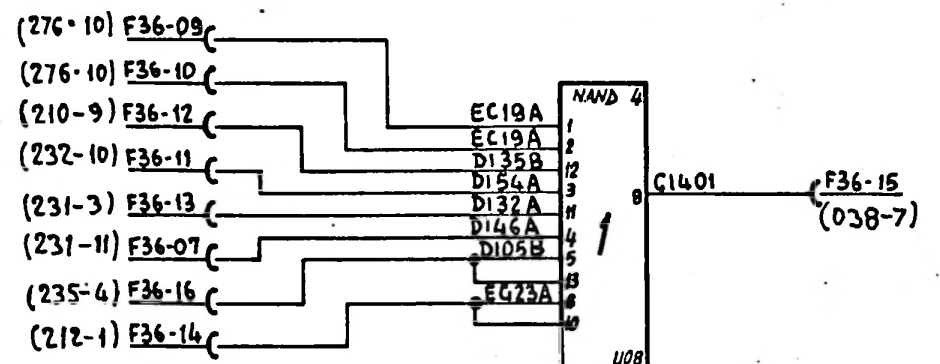 (276·10) F36-09
(276·10) F36-10
(210-9) F36-12
(232-10) F36-11
(231-3) F36-13
(231-11) F36-07
(235-4) F36-16
(212-1) F36-14
EC19A
EC19A
D135B
D154A
D132A
D146A
D105B
EG23A
NAND 4
1
2
12
3
11
4
5
13
10
1
8
U08
G1401
F36-15
(038-7)